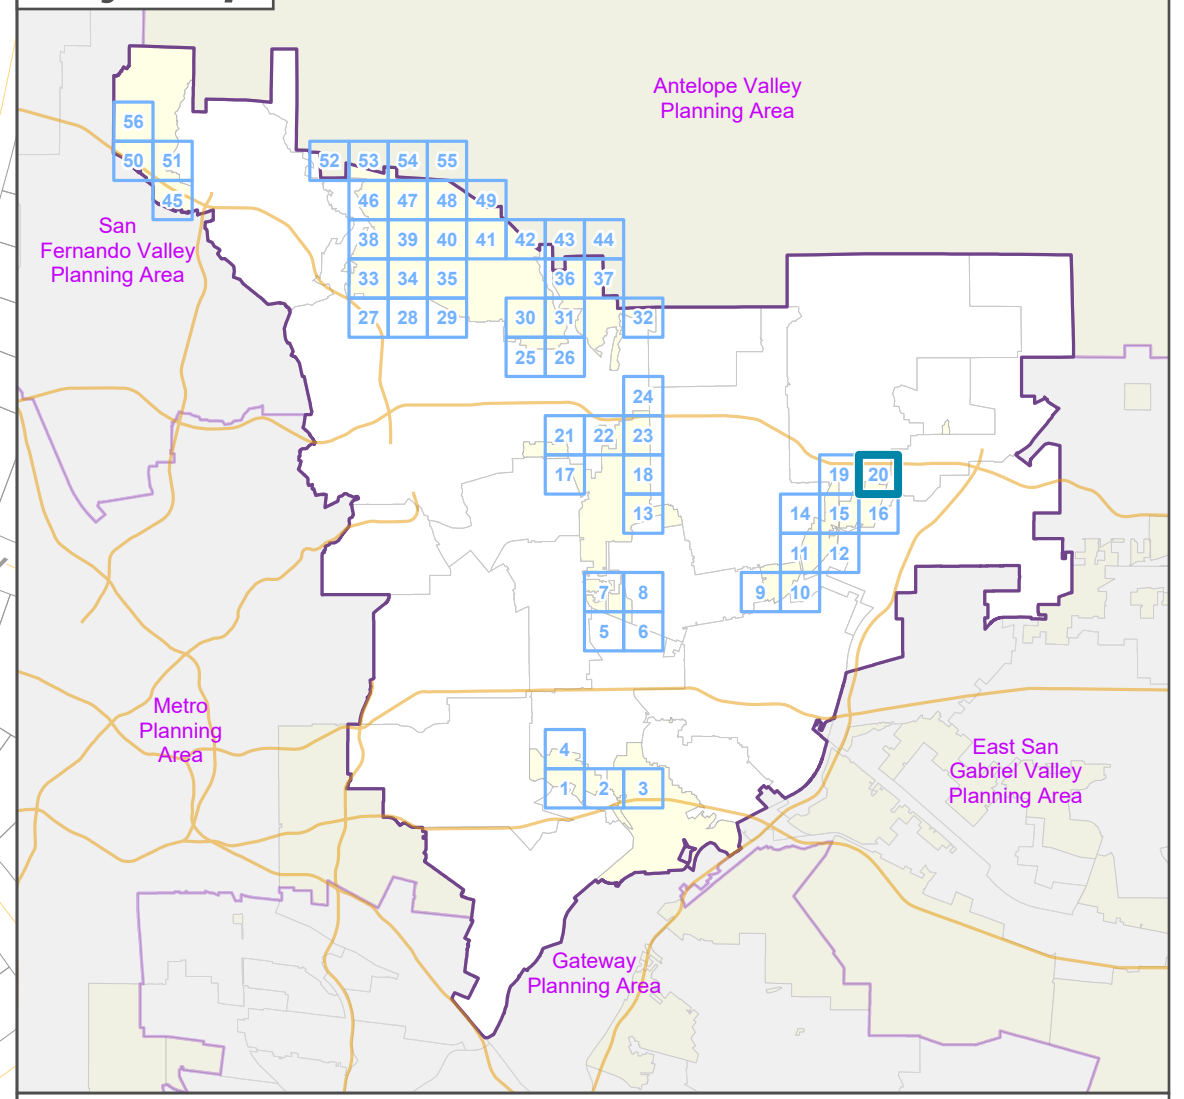 Antelope Valley
Planning Area
56
50 51
45
52 53 54 55
46 47 48 49
San
Fernando Valley
Planning Area
38 39 40 41 42 43 44
33 34 35 36 37
27 28 29 30 31 32
25 26
24
21 22 23
17 18 19 20
13 14 15 16
11 12
7 8 9 10
5 6
Metro
Planning
Area
4
1 2 3
East San
Gabriel Valley
Planning Area
Gateway
Planning Area